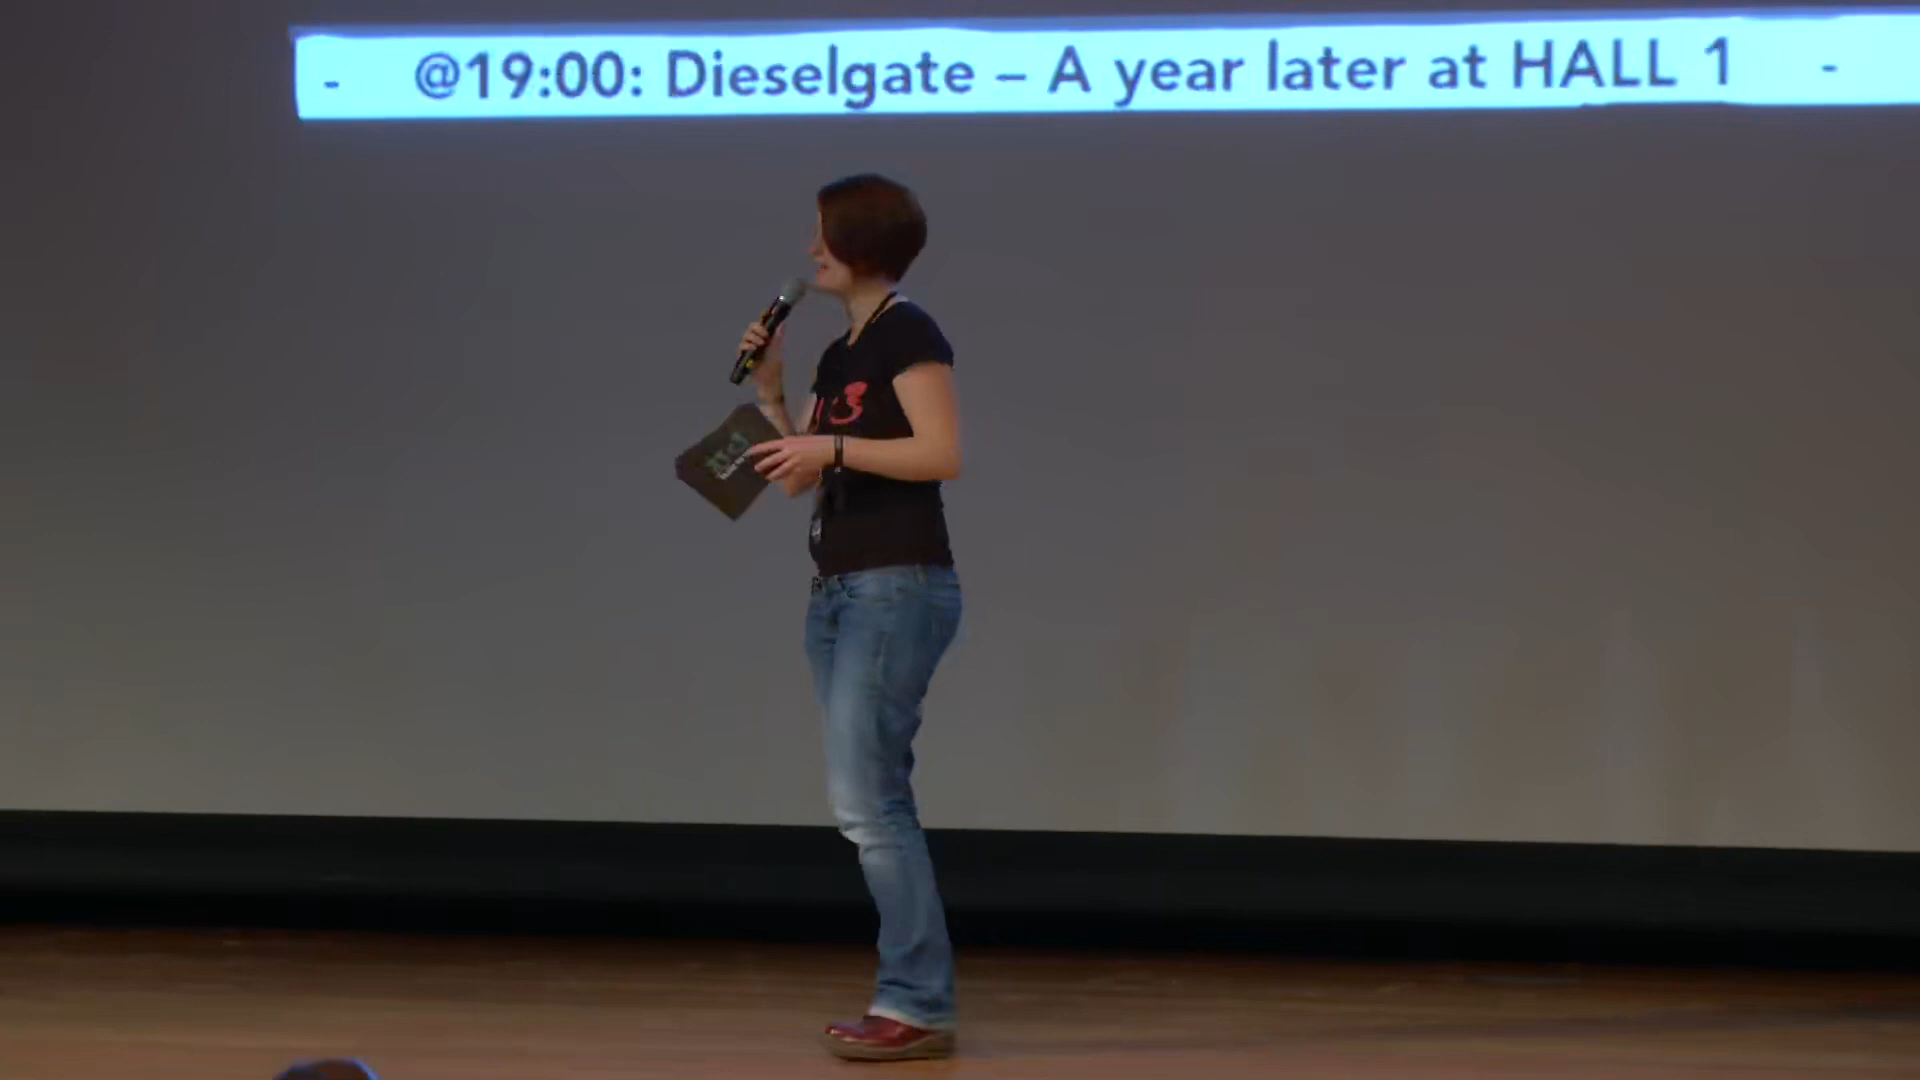 - @19:00: Dieselgate – A year later at HALL 1 -